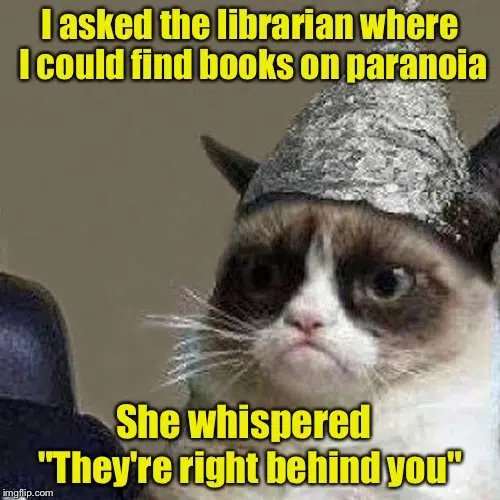 I asked the librarian where
I could find books on paranoia
She whispered
"They're right behind you"
imgflip.com